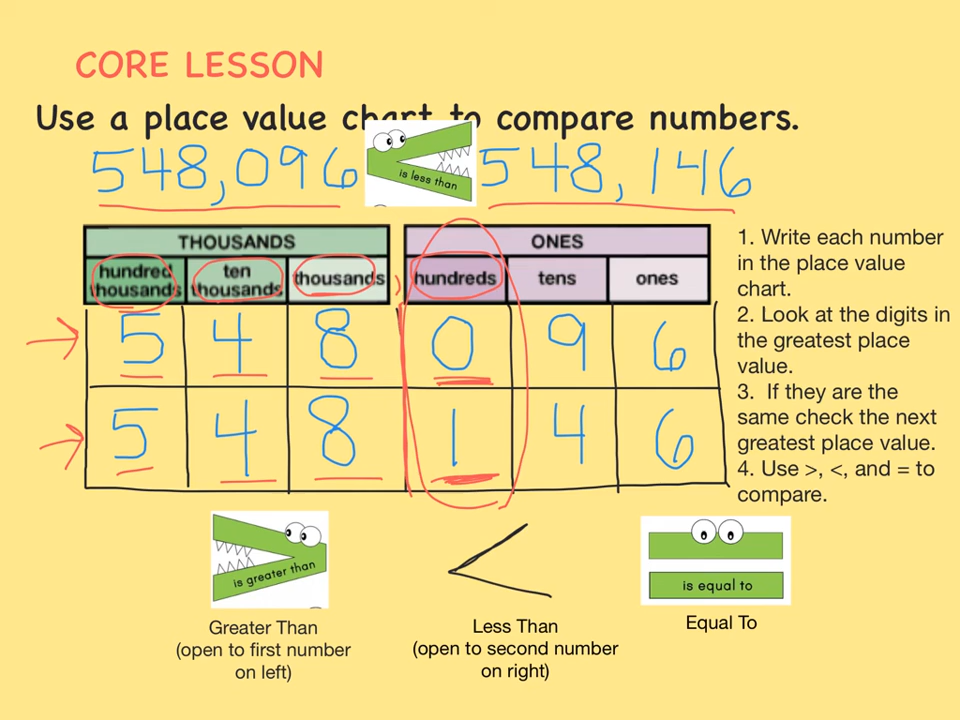 CORE LESSON
Use a place value chart to compare numbers.
548,096 is less than 548,146
THOUSANDS ONES
hundred thousands ten thousands thousands , hundreds tens ones
5 4 8 0 9 6
5 4 8 1 4 6
1. Write each number
in the place value
chart.
2. Look at the digits in
the greatest place
value.
3. If they are the
same check the next
greatest place value.
4. Use >, <, and = to
compare.
is greater than
<
is equal to
Greater Than
(open to first number
on left)
Less Than
(open to second number
on right)
Equal To